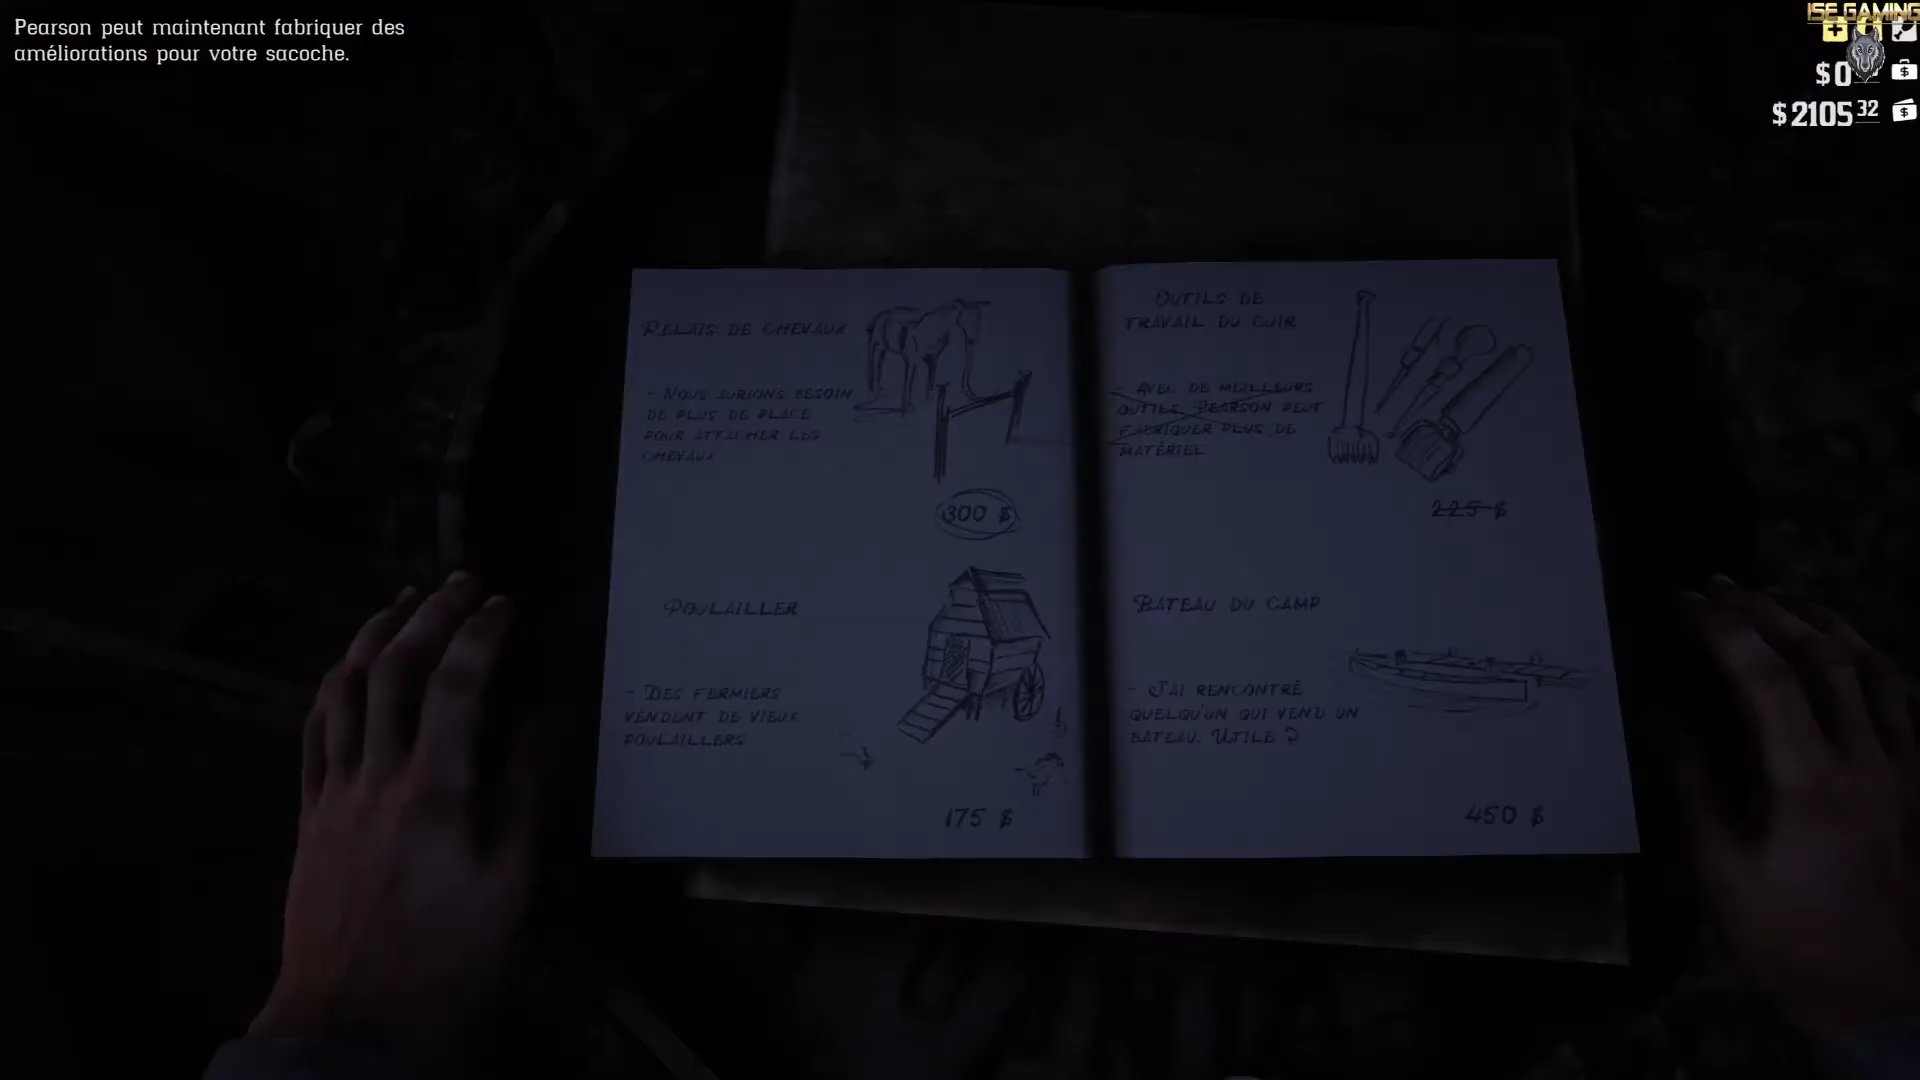 Pearson peut maintenant fabriquer des
améliorations pour votre sacoche.
ISE GAMING
$0
$2105 32
RELAIS DE CHEVAUX
- NOUS AURIONS BESOIN
DE PLUS DE PLACE
POUR ATTACHER LES
CHEVAUX
300 $
POULAILLER
- DES FERMIERS
VENDENT DE VIEUX
POULAILLERS
175 $
OUTILS DE
TRAVAIL DU CUIR
- AVEC DE MEILLEURS
OUTILS, PEARSON PEUT
FABRIQUER PLUS DE
MATÉRIEL
225 $
BATEAU DU CAMP
- J'AI RENCONTRÉ
QUELQU'UN QUI VEND UN
BATEAU. UTILE ?
450 $